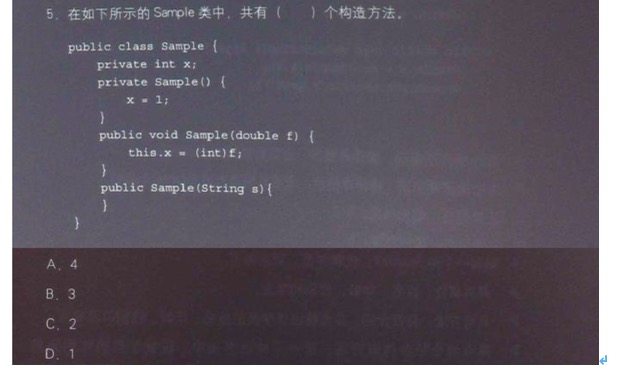 5. 在如下所示的 Sample 类中，共有（    ）个构造方法。
public class Sample {
private int x;
private Sample() {
x = 1;
}
public void Sample(double f) {
this.x = (int)f;
}
public Sample(String s){
}
}
A. 4
B. 3
C. 2
D. 1